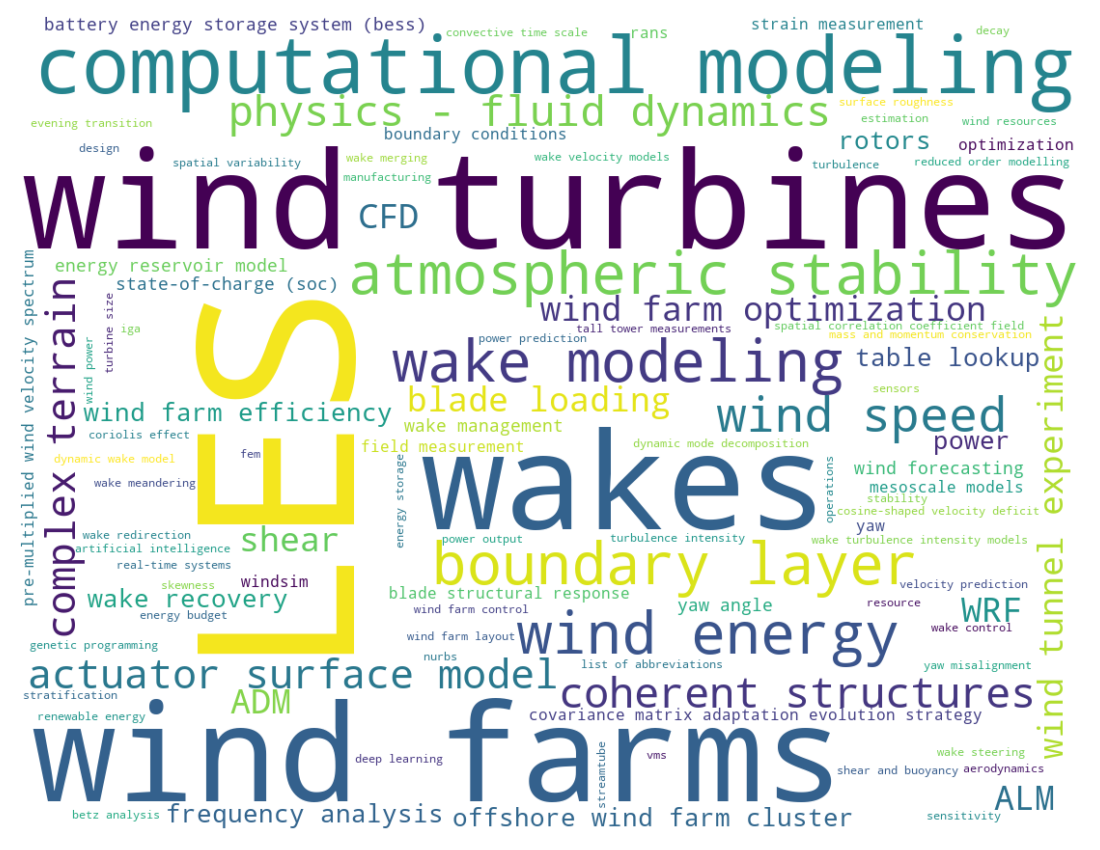 battery energy storage system (bess)
convective time scale
rans
strain measurement
decay
computational modeling
physics - fluid dynamics
surface roughness
evening transition
estimation
wind resources
boundary conditions
rotors
optimization
design
spatial variability
wake merging
wake velocity models
turbulence
reduced order modelling
manufacturing
wind turbines
CFD
energy reservoir model
atmospheric stability
state-of-charge (soc)
wind farm optimization
pre-multiplied wind velocity spectrum
complex terrain
turbine size
iga
wind power
LES
tall tower measurements
spatial correlation coefficient field
power prediction
mass and momentum conservation
wake modeling
table lookup
wind tunnel experiment
blade loading
sensors
wind farm efficiency
wake management
wind speed
coriolis effect
field measurement
dynamic mode decomposition
power
dynamic wake model
fem
wakes
wind forecasting
wake meandering
energy storage
operations
mesoscale models
stability
cosine-shaped velocity deficit
yaw
wake redirection
shear
power output
turbulence intensity
wake turbulence intensity models
artificial intelligence
real-time systems
boundary layer
skewness
windsim
velocity prediction
wake recovery
blade structural response
yaw angle
resource
WRF
energy budget
wind farm control
wind energy
wake control
genetic programming
wind farm layout
nurbs
list of abbreviations
yaw misalignment
actuator surface model
coherent structures
stratification
ADM
renewable energy
covariance matrix adaptation evolution strategy
wind farms
deep learning
streamtube
vms
wake steering
shear and buoyancy
aerodynamics
ALM
betz analysis
frequency analysis
offshore wind farm cluster
sensitivity